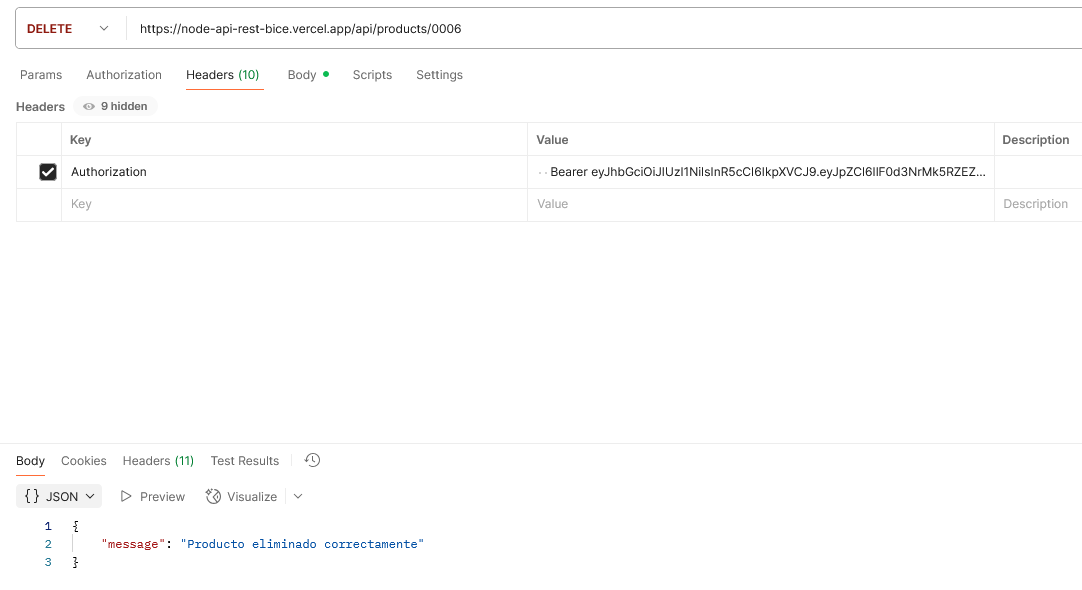 DELETE https://node-api-rest-bice.vercel.app/api/products/0006
Params Authorization Headers (10) Body Scripts Settings
Headers 9 hidden
Key Value Description
Authorization ·· Bearer eyJhbGciOiJIUzI1NiIsInR5cCI6IkpXVCJ9.eyJpZCI6IlF0d3NrMk5RZEZ...
Key Value Description
Body Cookies Headers (11) Test Results
{} JSON Preview Visualize
1 {
2 "message": "Producto eliminado correctamente"
3 }